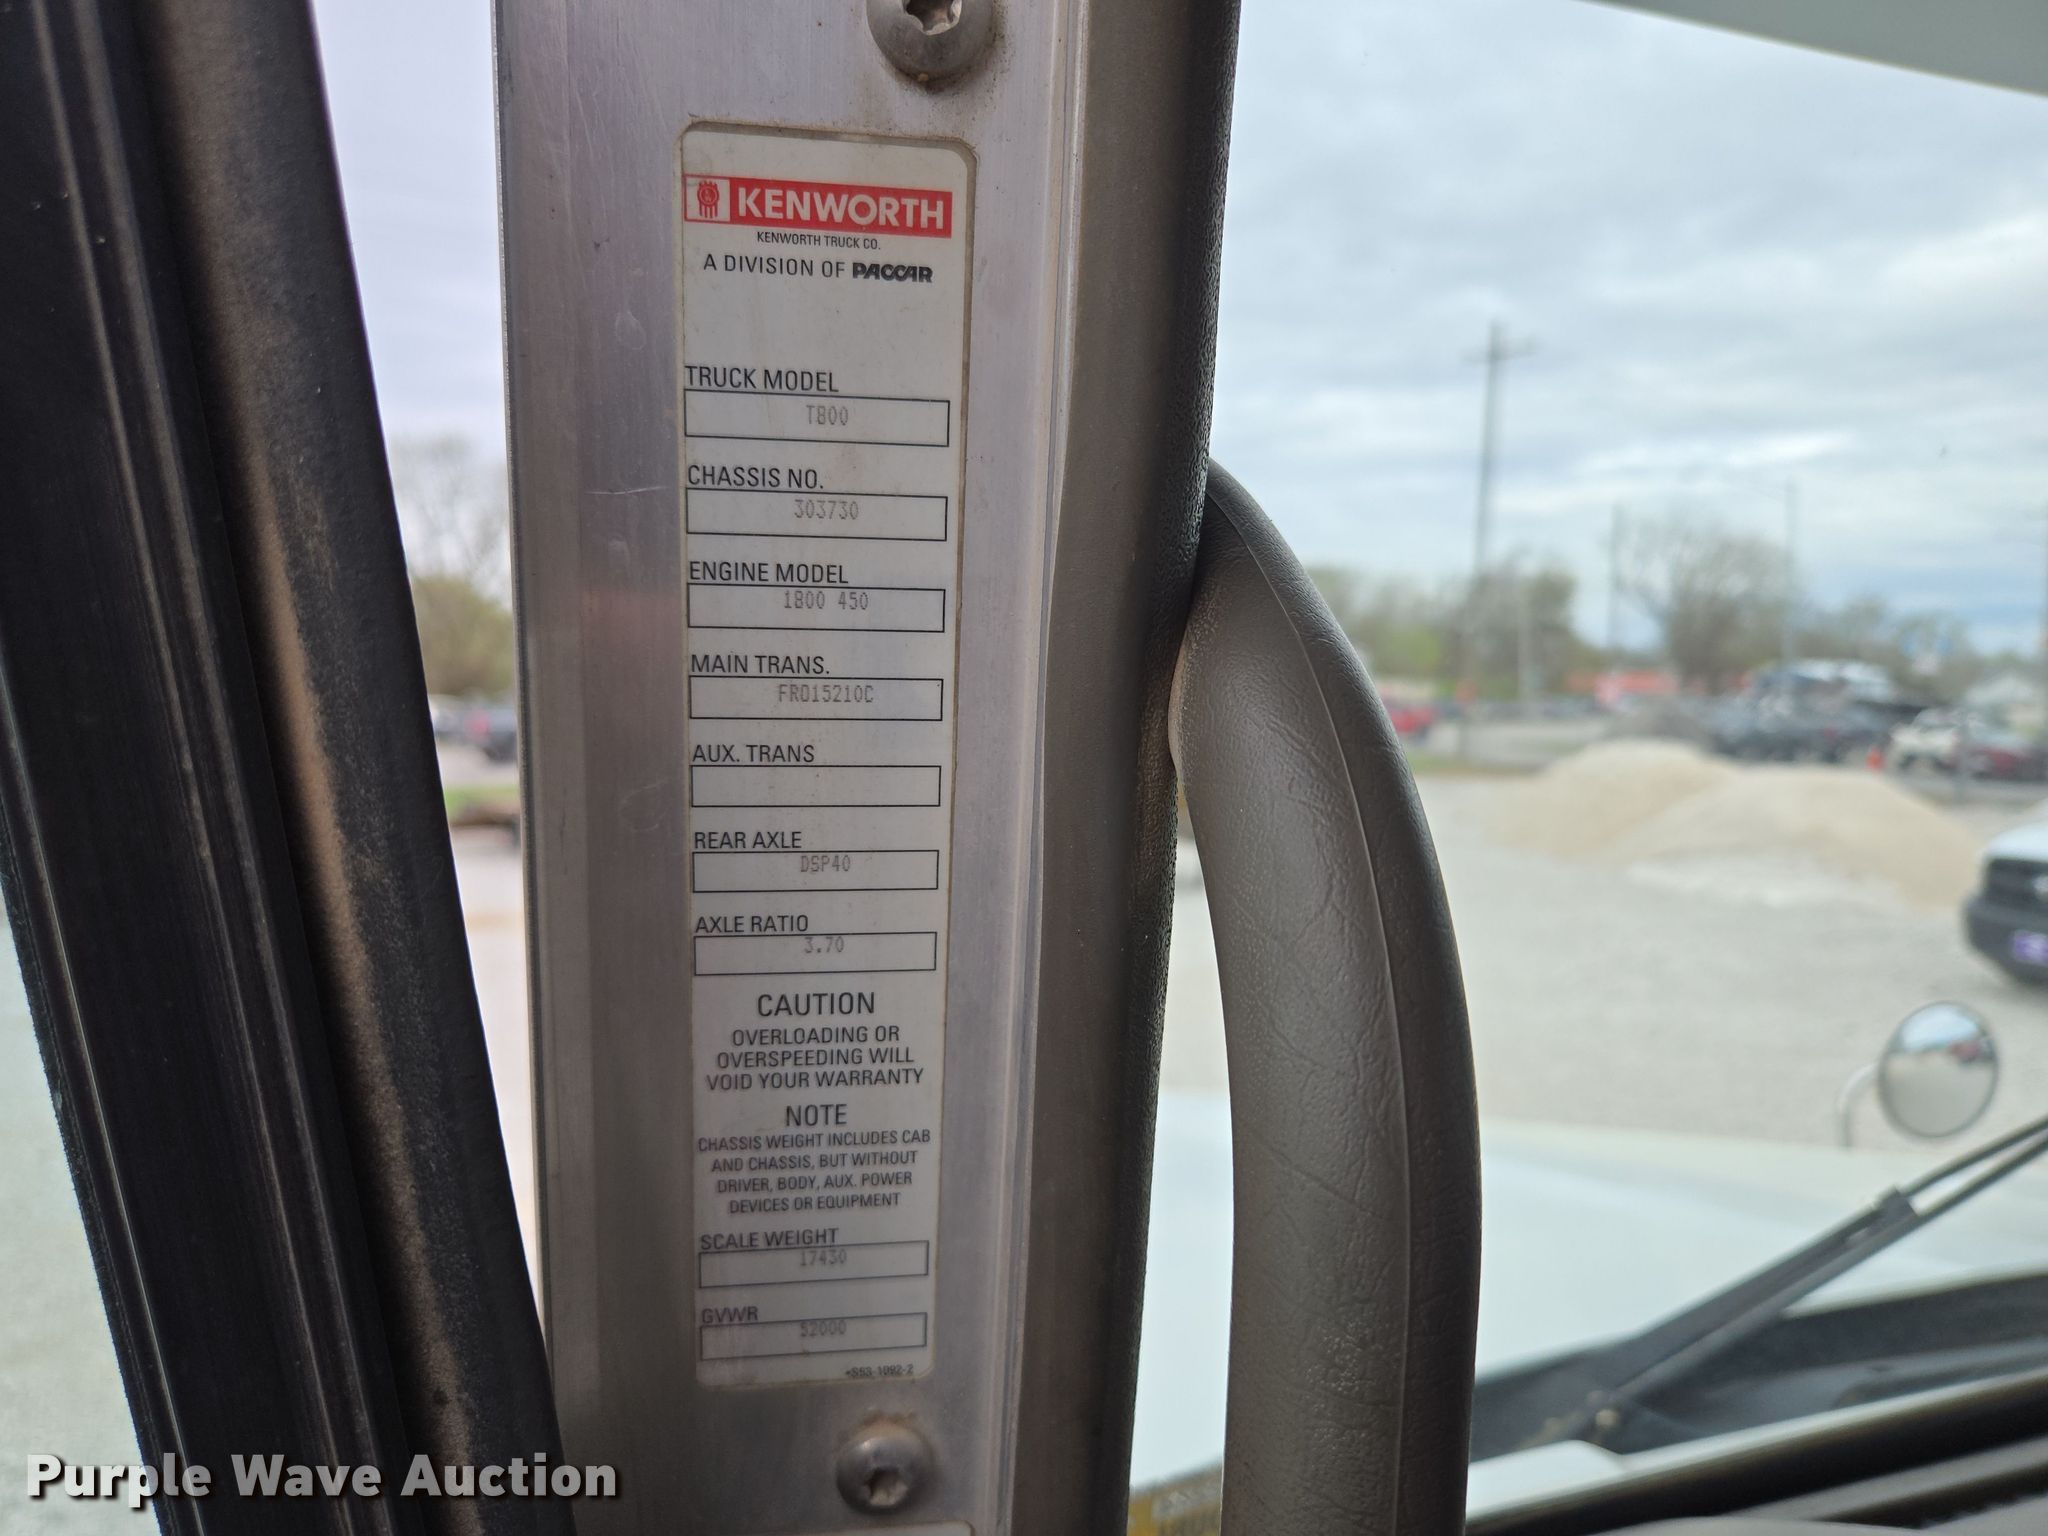 KENWORTH
KENWORTH TRUCK CO.
A DIVISION OF PACCAR
TRUCK MODEL
T800
CHASSIS NO.
303730
ENGINE MODEL
1800 450
MAIN TRANS.
FRO15210C
AUX. TRANS
REAR AXLE
DSP40
AXLE RATIO
3.70
CAUTION
OVERLOADING OR
OVERSPEEDING WILL
VOID YOUR WARRANTY
NOTE
CHASSIS WEIGHT INCLUDES CAB
AND CHASSIS, BUT WITHOUT
DRIVER, BODY, AUX. POWER
DEVICES OR EQUIPMENT
SCALE WEIGHT
17430
GVWR
52000
S53-1092-2
Purple Wave Auction